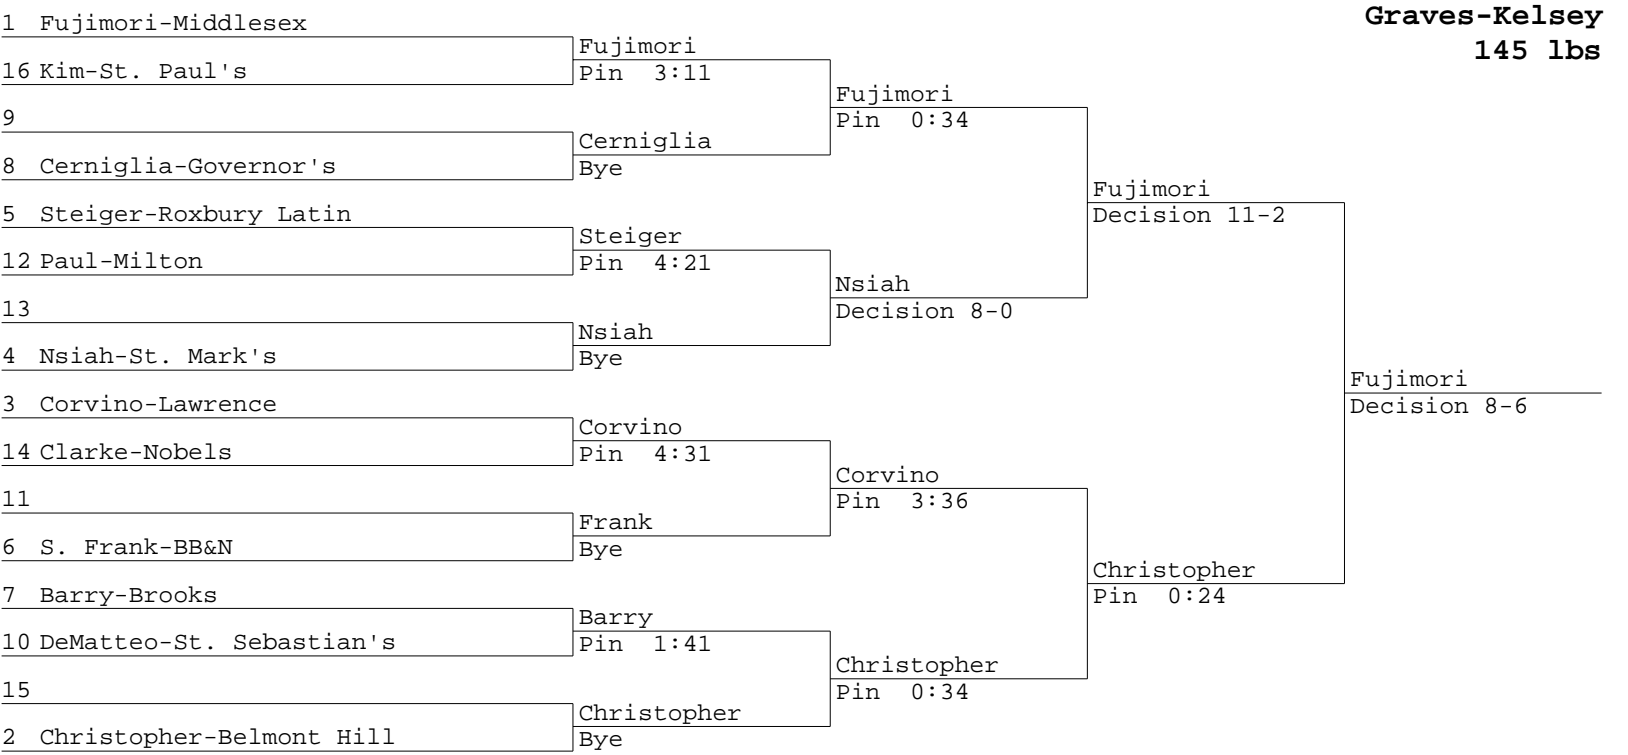 Graves-Kelsey
145 lbs
1 Fujimori-Middlesex
16 Kim-St. Paul's
9
8 Cerniglia-Governor's
5 Steiger-Roxbury Latin
12 Paul-Milton
13
4 Nsiah-St. Mark's
3 Corvino-Lawrence
14 Clarke-Nobels
11
6 S. Frank-BB&N
7 Barry-Brooks
10 DeMatteo-St. Sebastian's
15
2 Christopher-Belmont Hill
Fujimori
Pin 3:11
Cerniglia
Bye
Steiger
Pin 4:21
Nsiah
Bye
Corvino
Pin 4:31
Frank
Bye
Barry
Pin 1:41
Christopher
Bye
Fujimori
Pin 0:34
Nsiah
Decision 8-0
Corvino
Pin 3:36
Christopher
Pin 0:34
Fujimori
Decision 11-2
Christopher
Pin 0:24
Fujimori
Decision 8-6